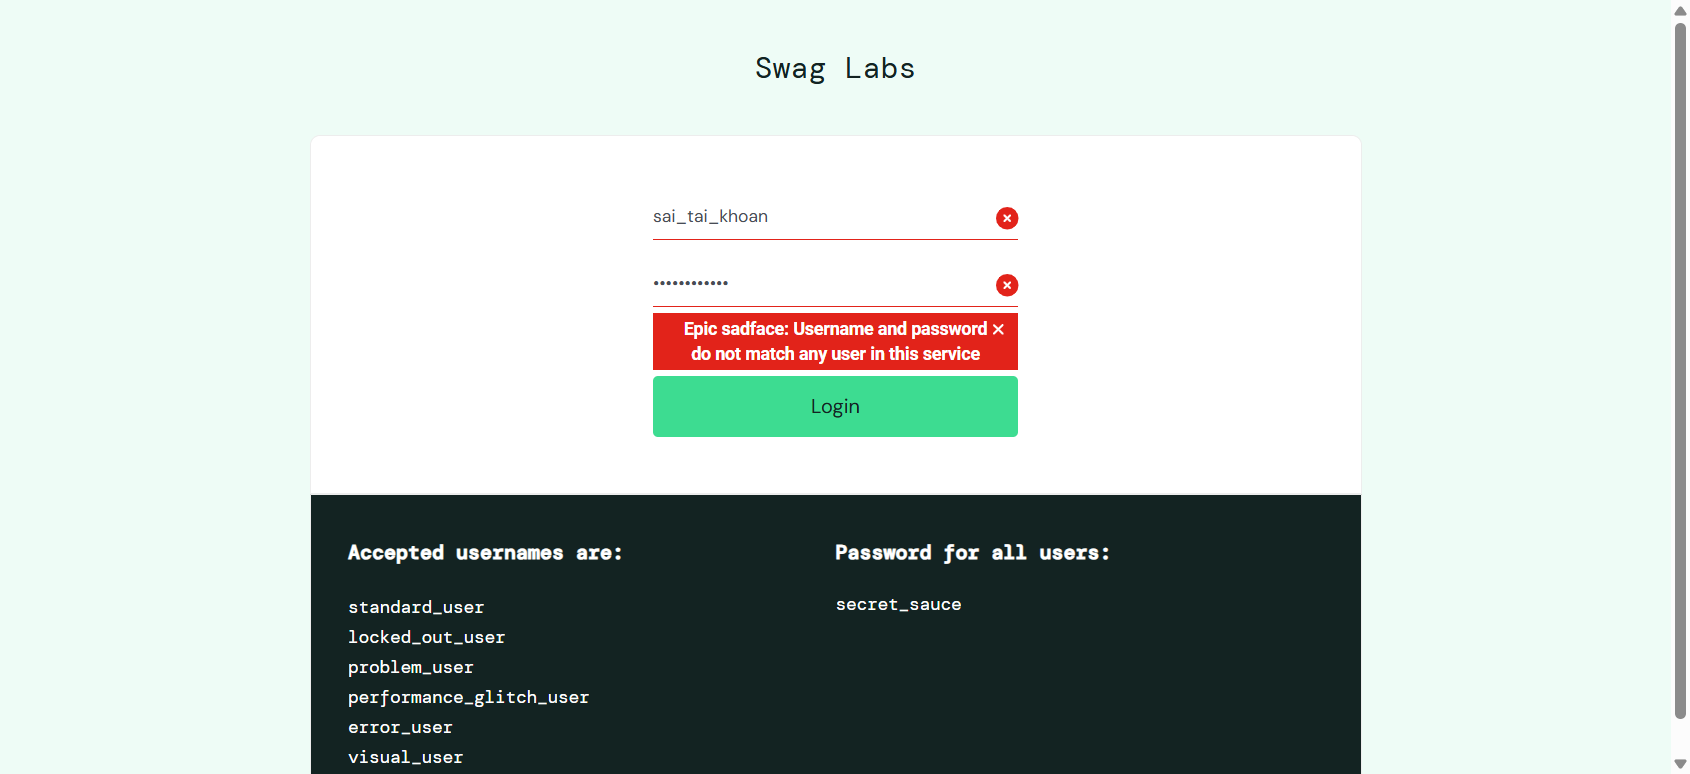 Swag Labs
sai_tai_khoan
••••••••••••
Epic sadface: Username and password
do not match any user in this service
Login
Accepted usernames are:
standard_user
locked_out_user
problem_user
performance_glitch_user
error_user
visual_user
Password for all users:
secret_sauce